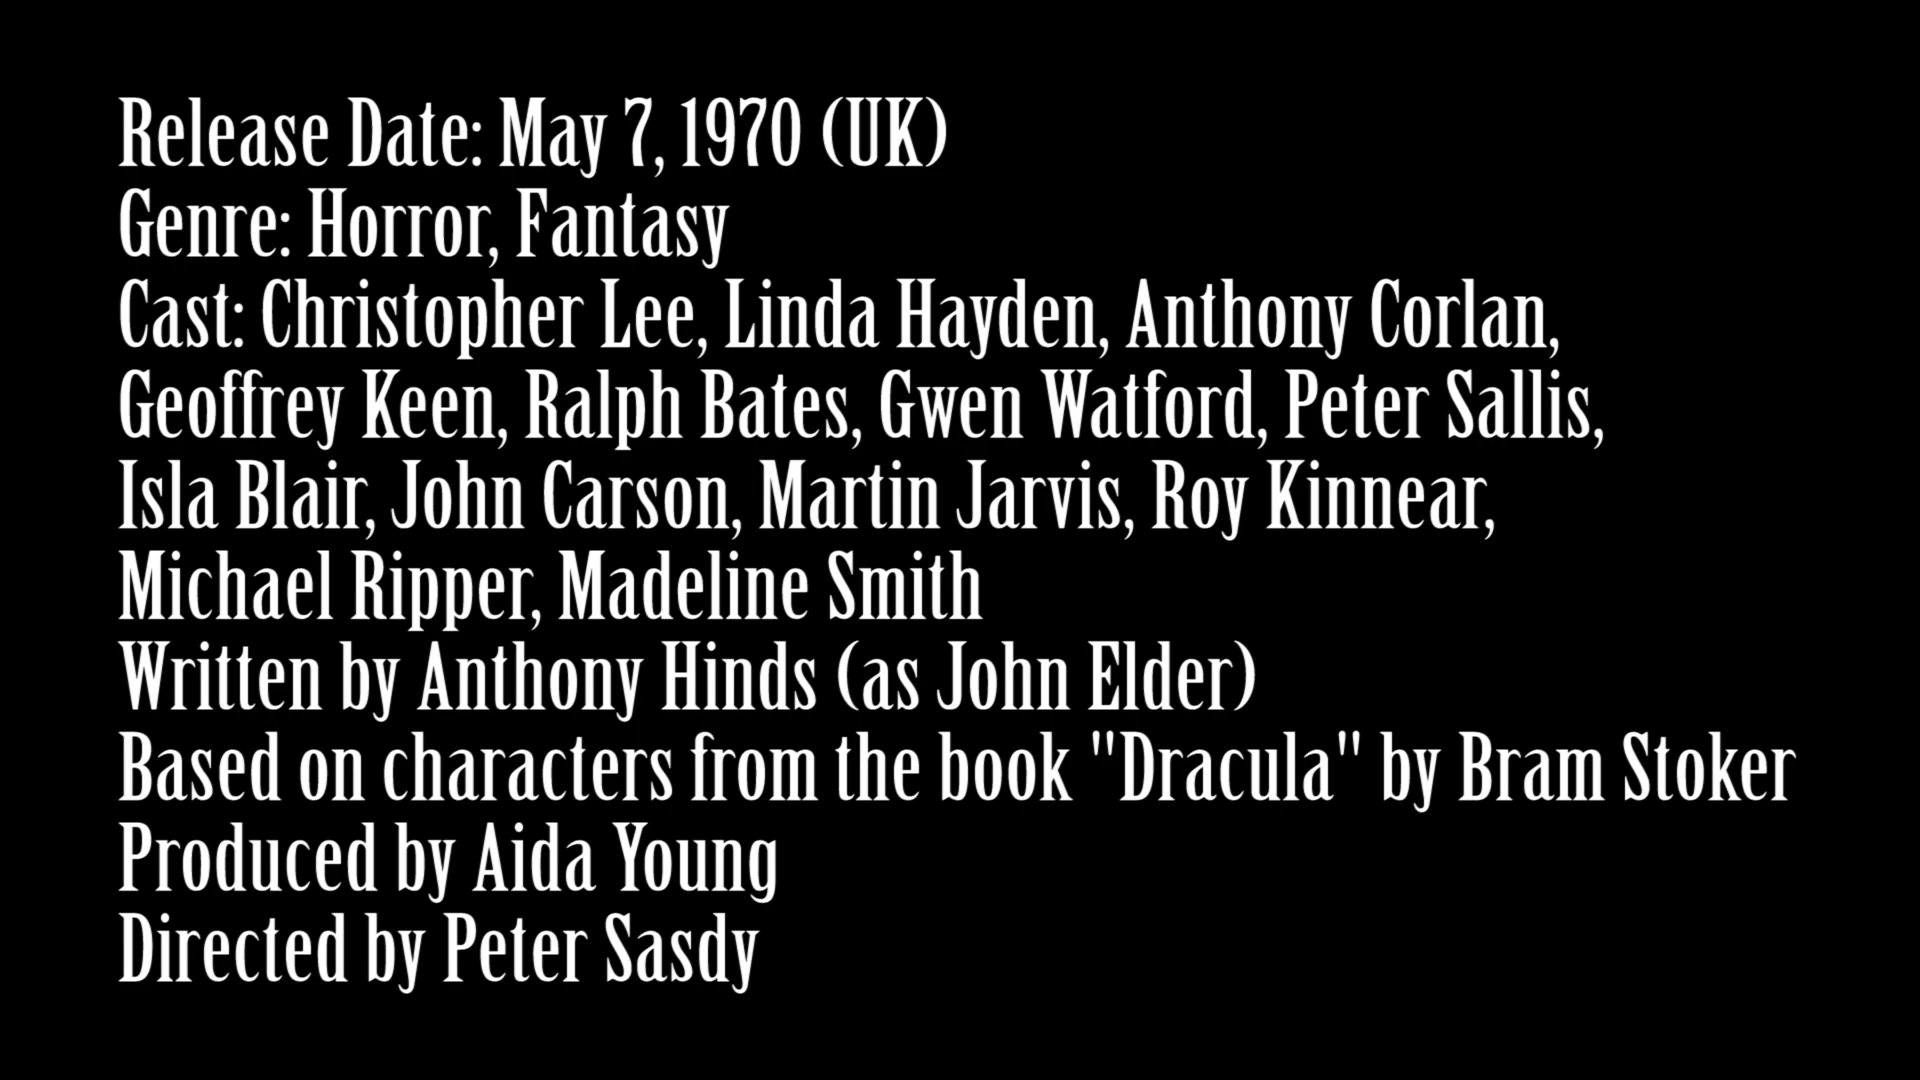 Release Date: May 7, 1970 (UK)
Genre: Horror, Fantasy
Cast: Christopher Lee, Linda Hayden, Anthony Corlan,
Geoffrey Keen, Ralph Bates, Gwen Watford, Peter Sallis,
Isla Blair, John Carson, Martin Jarvis, Roy Kinnear,
Michael Ripper, Madeline Smith
Written by Anthony Hinds (as John Elder)
Based on characters from the book "Dracula" by Bram Stoker
Produced by Aida Young
Directed by Peter Sasdy